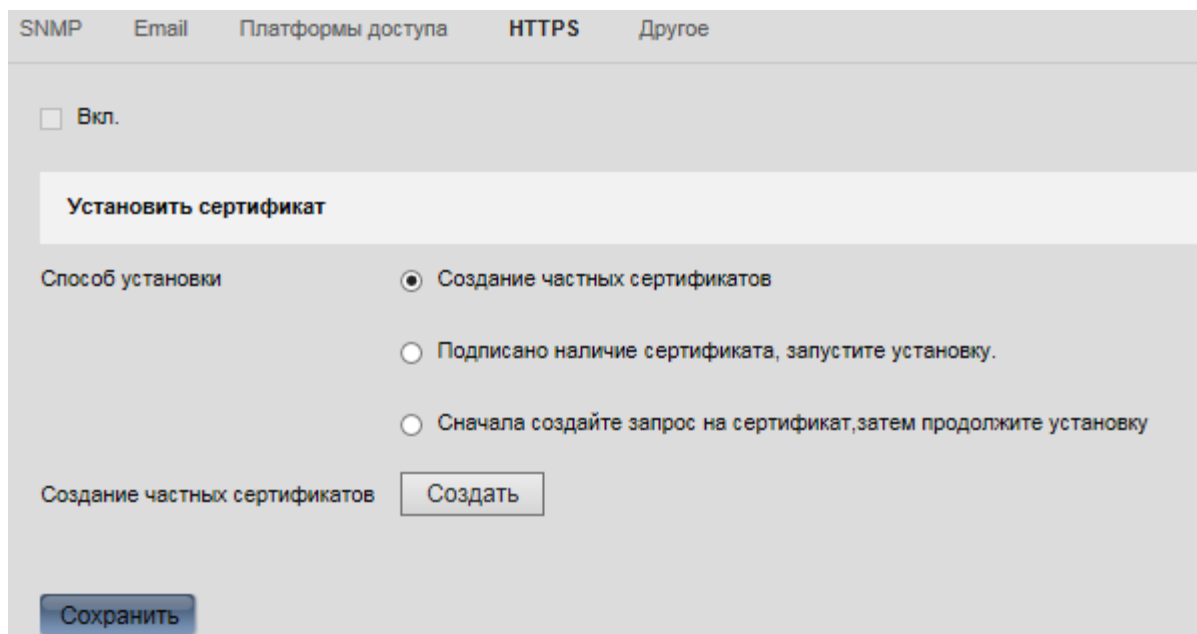 SNMP Email Платформы доступа HTTPS Другое
Вкл.
Установить сертификат
Способ установки Создание частных сертификатов
Подписано наличие сертификата, запустите установку.
Сначала создайте запрос на сертификат,затем продолжите установку
Создание частных сертификатов Создать
Сохранить